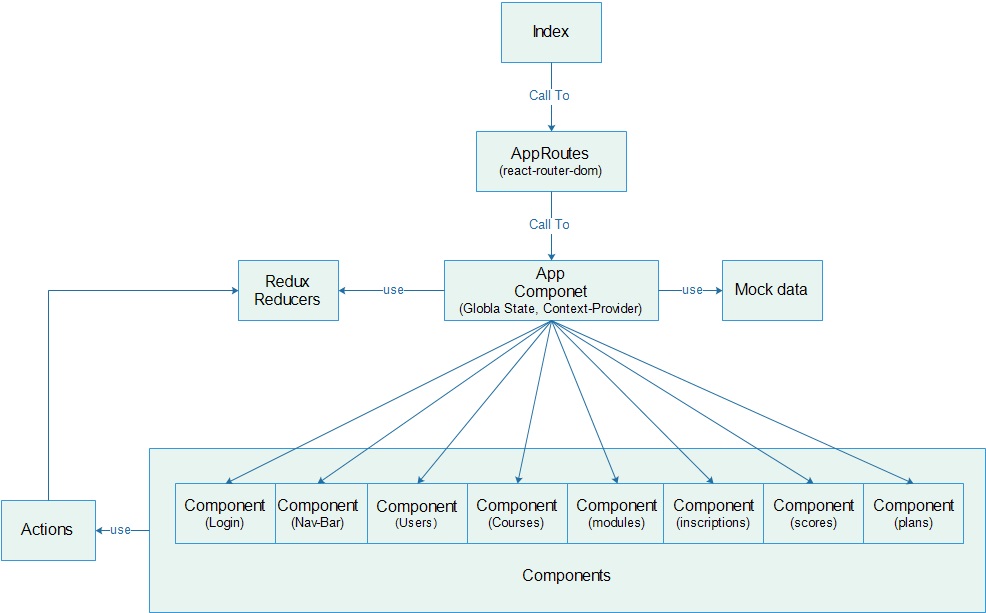 Index
Call To
AppRoutes
(react-router-dom)
Call To
Redux
Reducers
use
App
Componet
(Globla State, Context-Provider)
use
Mock data
Component
(Login)
Component
(Nav-Bar)
Component
(Users)
Component
(Courses)
Component
(modules)
Component
(inscriptions)
Component
(scores)
Component
(plans)
Actions
use
Components